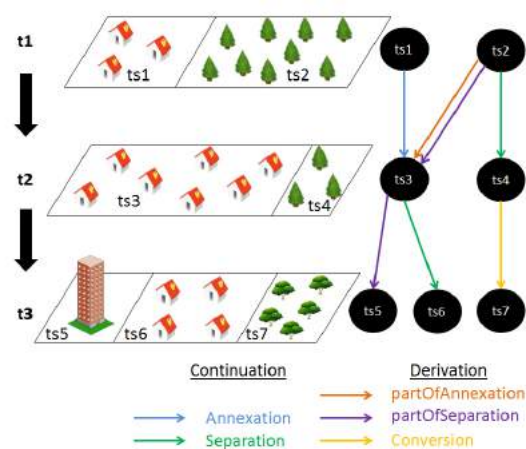 t1
ts1
ts2
ts1
ts2
t2
ts3
ts4
ts3
ts4
t3
ts5
ts6
ts7
ts5
ts6
ts7
Continuation
Derivation
partOfAnnexation
Annexation
partOfSeparation
Separation
Conversion